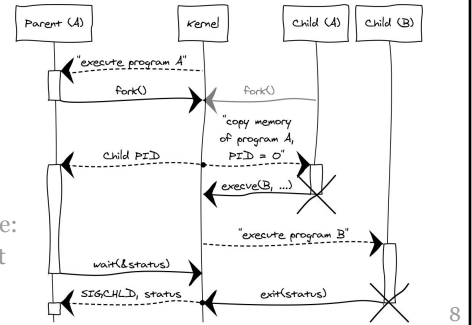 Parent (A)
Kernel
Child (A)
Child (B)
"execute program A"
fork()
fork()
"copy memory
of program A,
PID = 0"
Child PID
execve(B, ...)
"execute program B"
e:
t
wait(&status)
SIGCHLD, status
exit(status)
8